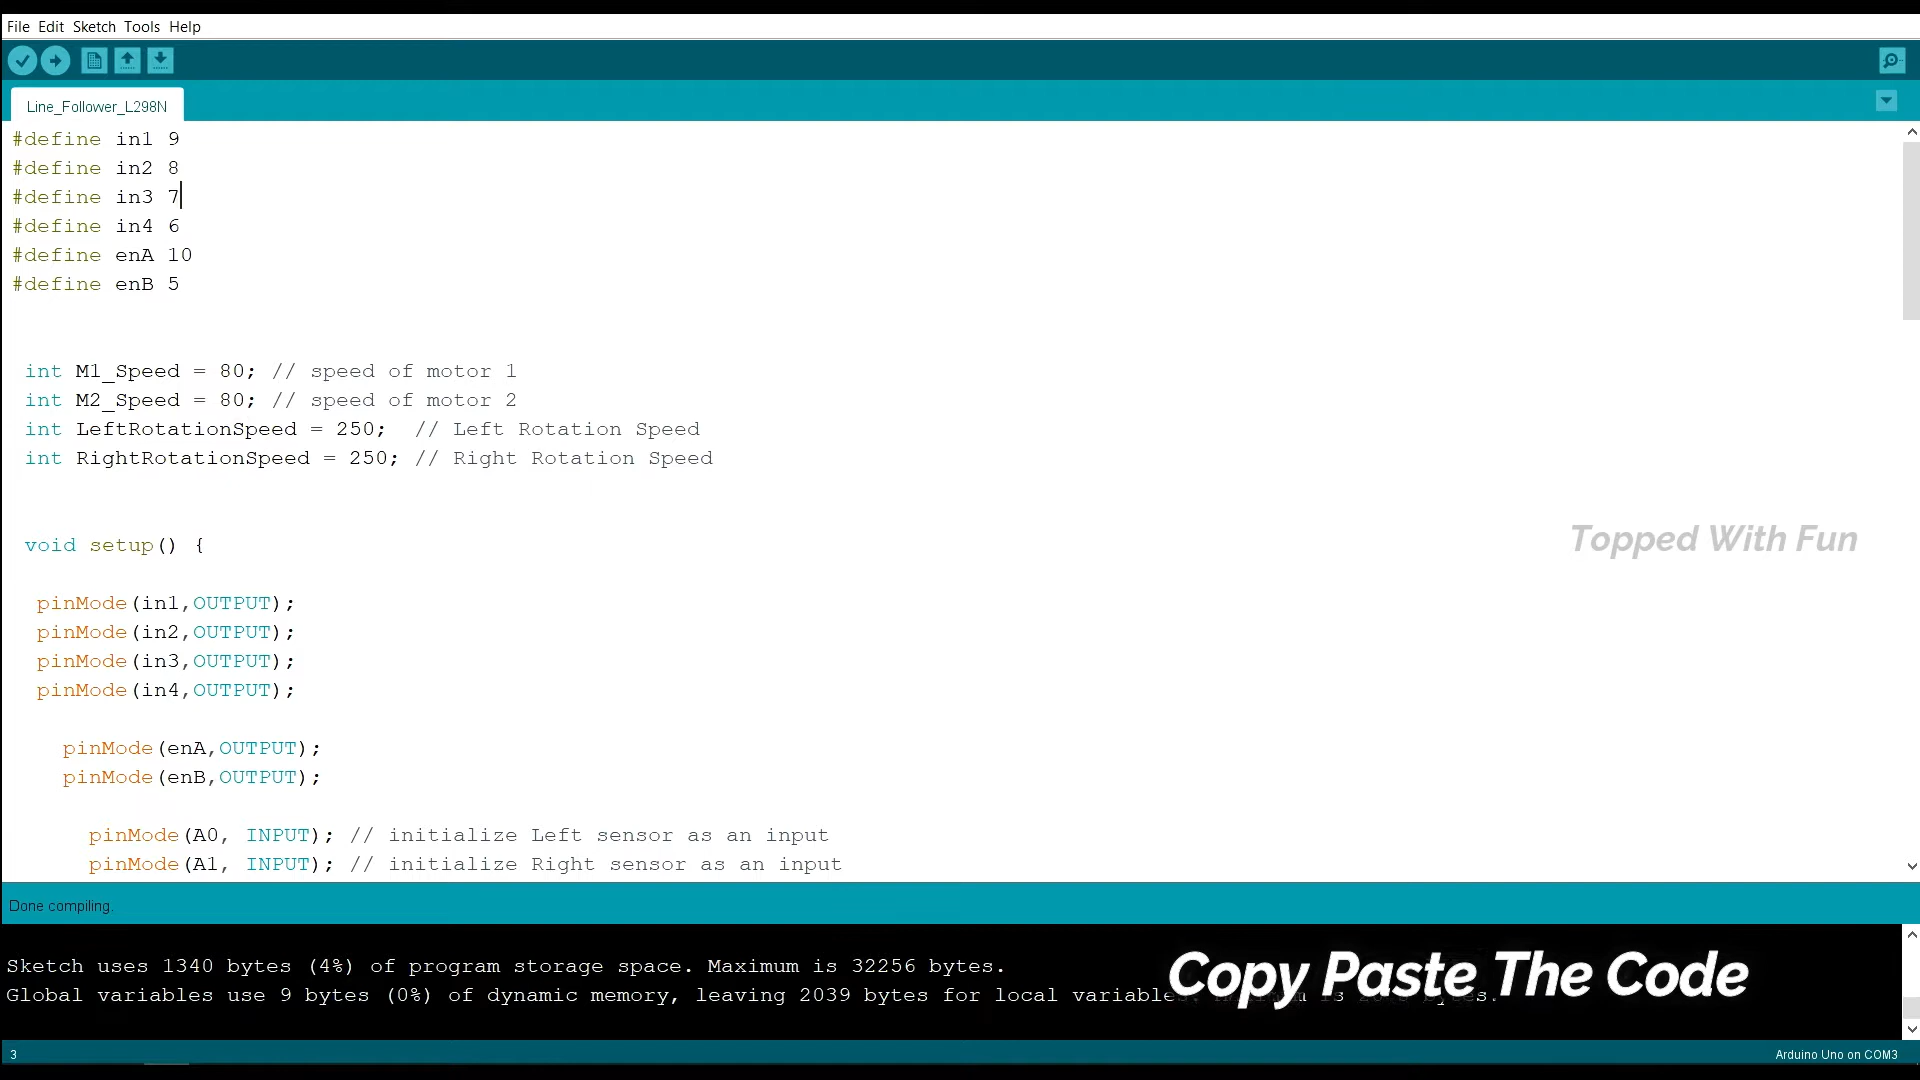 File Edit Sketch Tools Help
Line_Follower_L298N
#define in1 9
#define in2 8
#define in3 7
#define in4 6
#define enA 10
#define enB 5
int M1_Speed = 80; // speed of motor 1
int M2_Speed = 80; // speed of motor 2
int LeftRotationSpeed = 250;  // Left Rotation Speed
int RightRotationSpeed = 250; // Right Rotation Speed
Topped With Fun
void setup() {
pinMode(in1,OUTPUT);
pinMode(in2,OUTPUT);
pinMode(in3,OUTPUT);
pinMode(in4,OUTPUT);
pinMode(enA,OUTPUT);
pinMode(enB,OUTPUT);
pinMode(A0, INPUT); // initialize Left sensor as an input
pinMode(A1, INPUT); // initialize Right sensor as an input
Done compiling.
Sketch uses 1340 bytes (4%) of program storage space. Maximum is 32256 bytes.
Global variables use 9 bytes (0%) of dynamic memory, leaving 2039 bytes for local variables. is bytes.
Copy Paste The Code
3
Arduino Uno on COM3